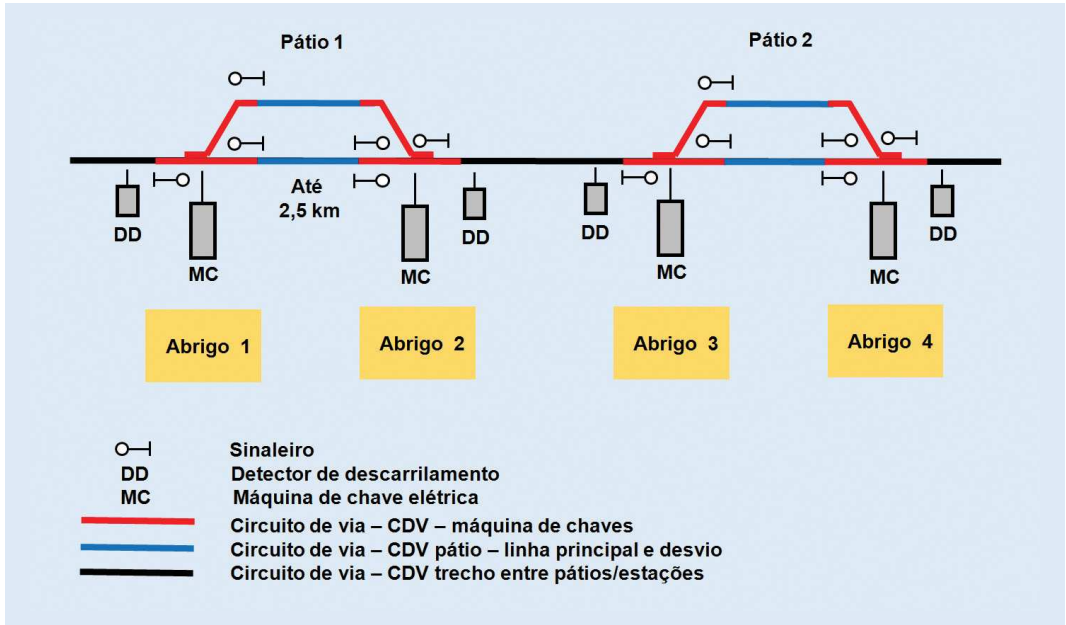 Pátio 1
Pátio 2
Até
2,5 km
DD
MC
MC
DD
DD
MC
MC
DD
Abrigo 1
Abrigo 2
Abrigo 3
Abrigo 4
Sinaleiro
DD Detector de descarrilamento
MC Máquina de chave elétrica
Circuito de via – CDV – máquina de chaves
Circuito de via – CDV pátio – linha principal e desvio
Circuito de via – CDV trecho entre pátios/estações